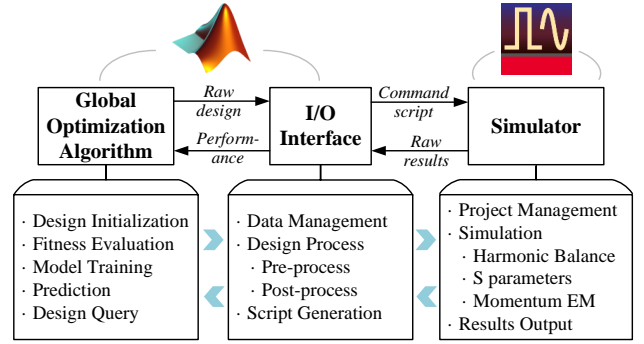 Global
Optimization
Algorithm
Raw
design
Perform-
ance
I/O
Interface
Command
script
Raw
results
Simulator
· Design Initialization
· Fitness Evaluation
· Model Training
· Prediction
· Design Query
· Data Management
· Design Process
· Pre-process
· Post-process
· Script Generation
· Project Management
· Simulation
· Harmonic Balance
· S parameters
· Momentum EM
· Results Output